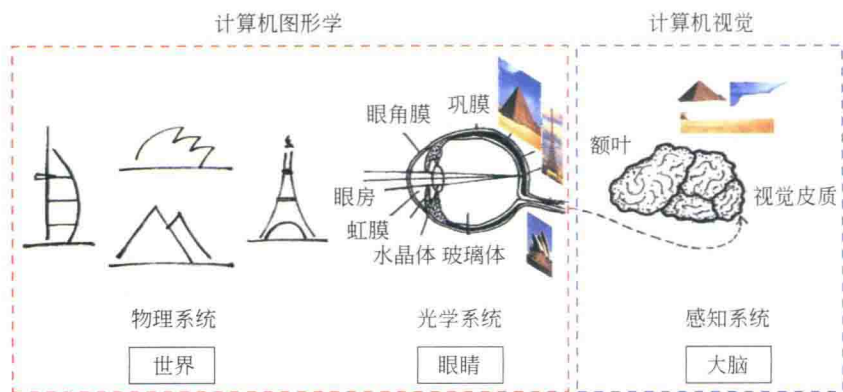 计算机图形学
计算机视觉
眼角膜
巩膜
眼房
虹膜
水晶体
玻璃体
额叶
视觉皮质
物理系统
光学系统
感知系统
世界
眼睛
大脑